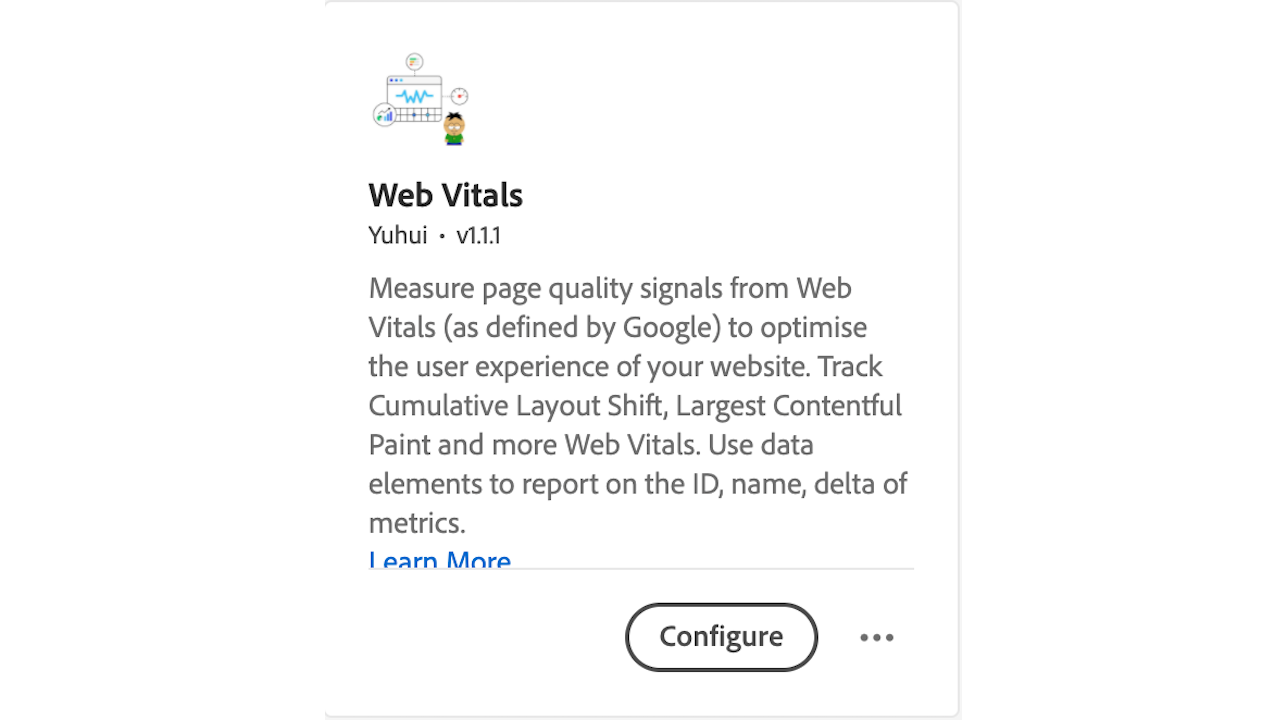 Web Vitals
Yuhui • v1.1.1
Measure page quality signals from Web
Vitals (as defined by Google) to optimise
the user experience of your website. Track
Cumulative Layout Shift, Largest Contentful
Paint and more Web Vitals. Use data
elements to report on the ID, name, delta of
metrics.
Learn More
Configure